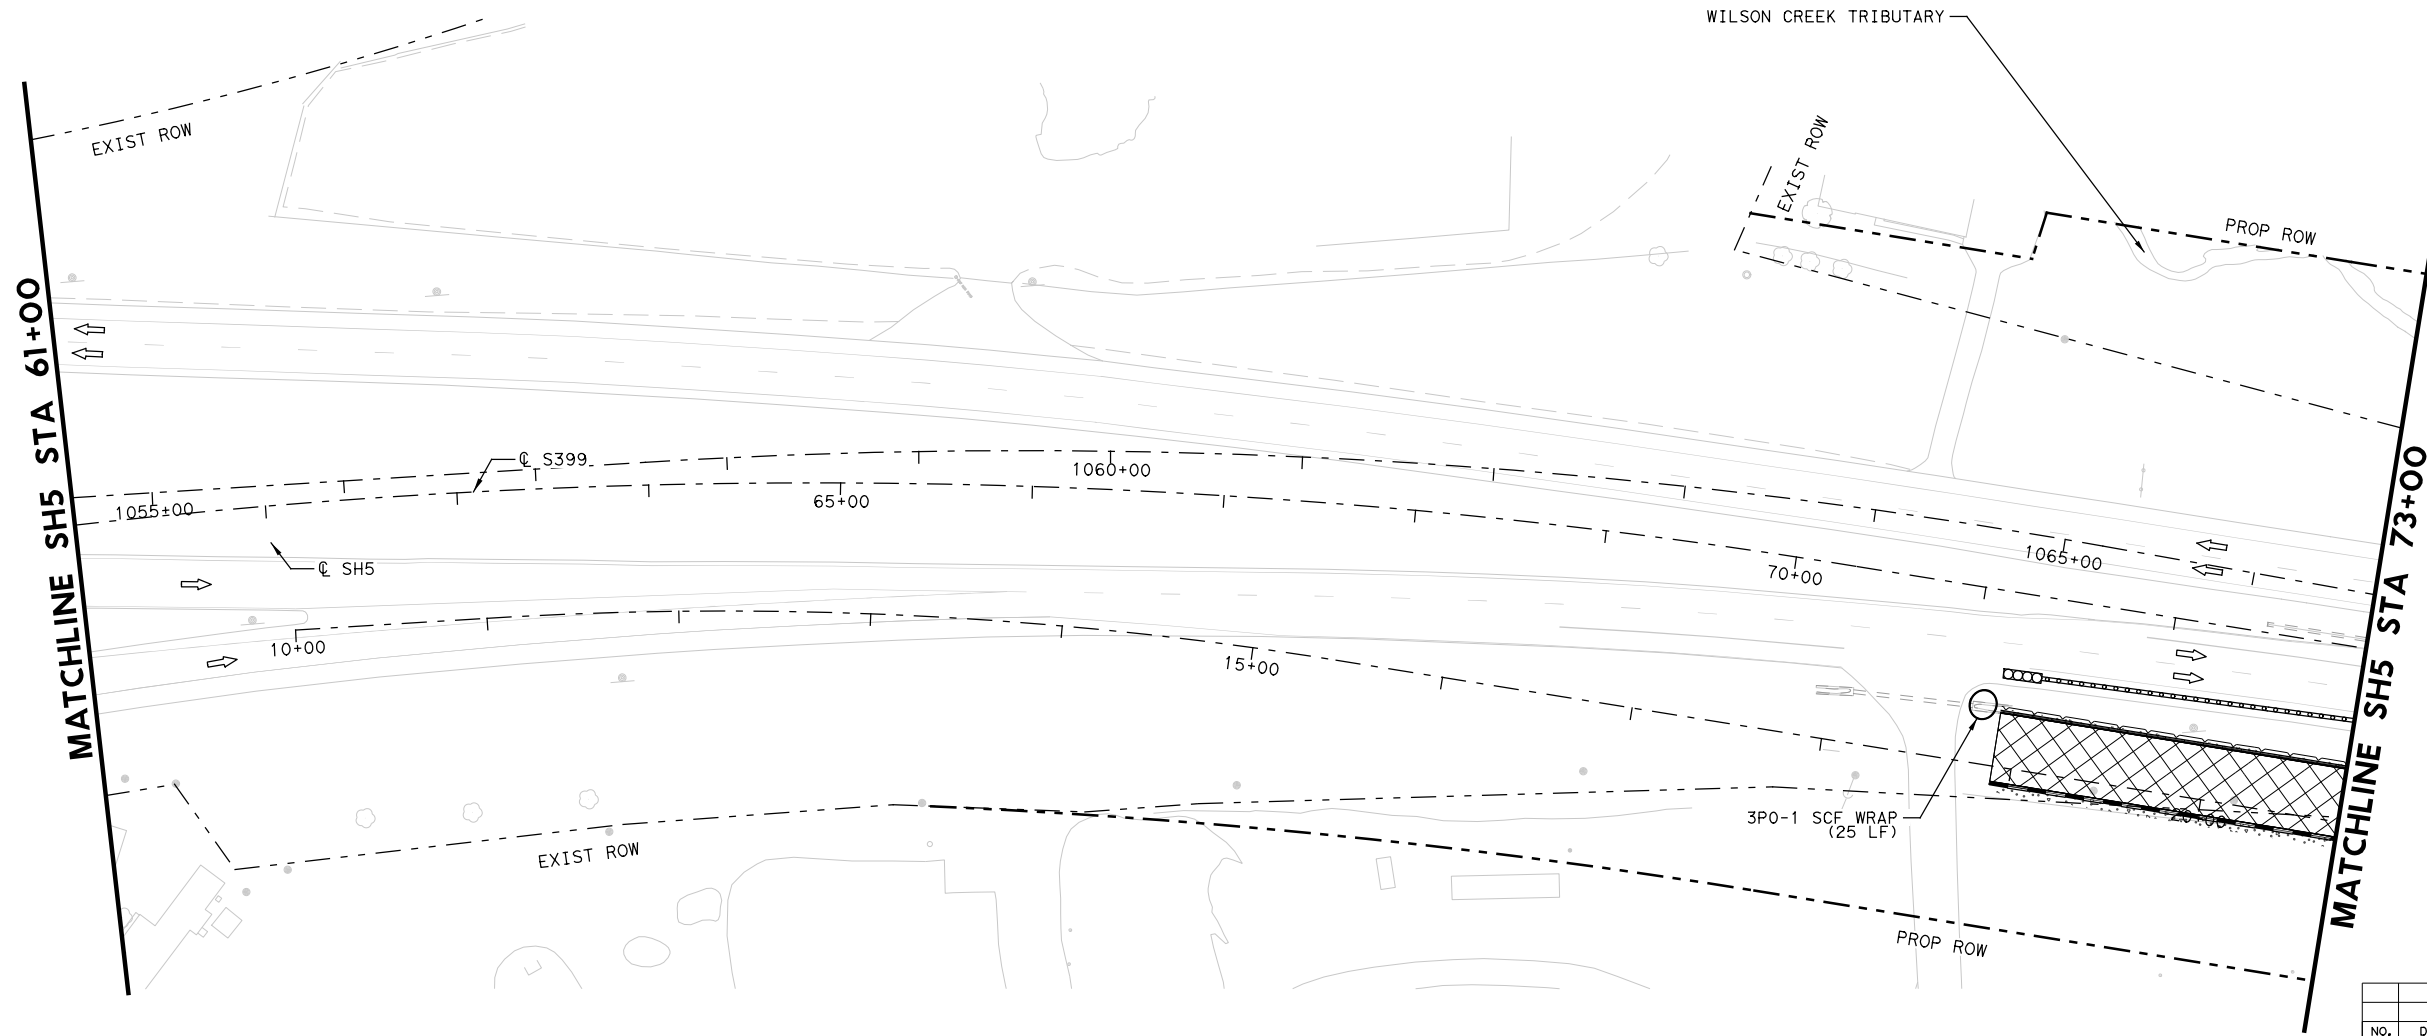 WILSON CREEK TRIBUTARY
EXIST ROW
EXIST ROW
PROP ROW
MATCHLINE SH5 STA 61+00
℄ S399
1060+00
1055+00
65+00
1065+00
70+00
℄ SH5
10+00
15+00
MATCHLINE SH5 STA 73+00
3PO-1 SCF WRAP
(25 LF)
20+00
EXIST ROW
PROP ROW
NO.